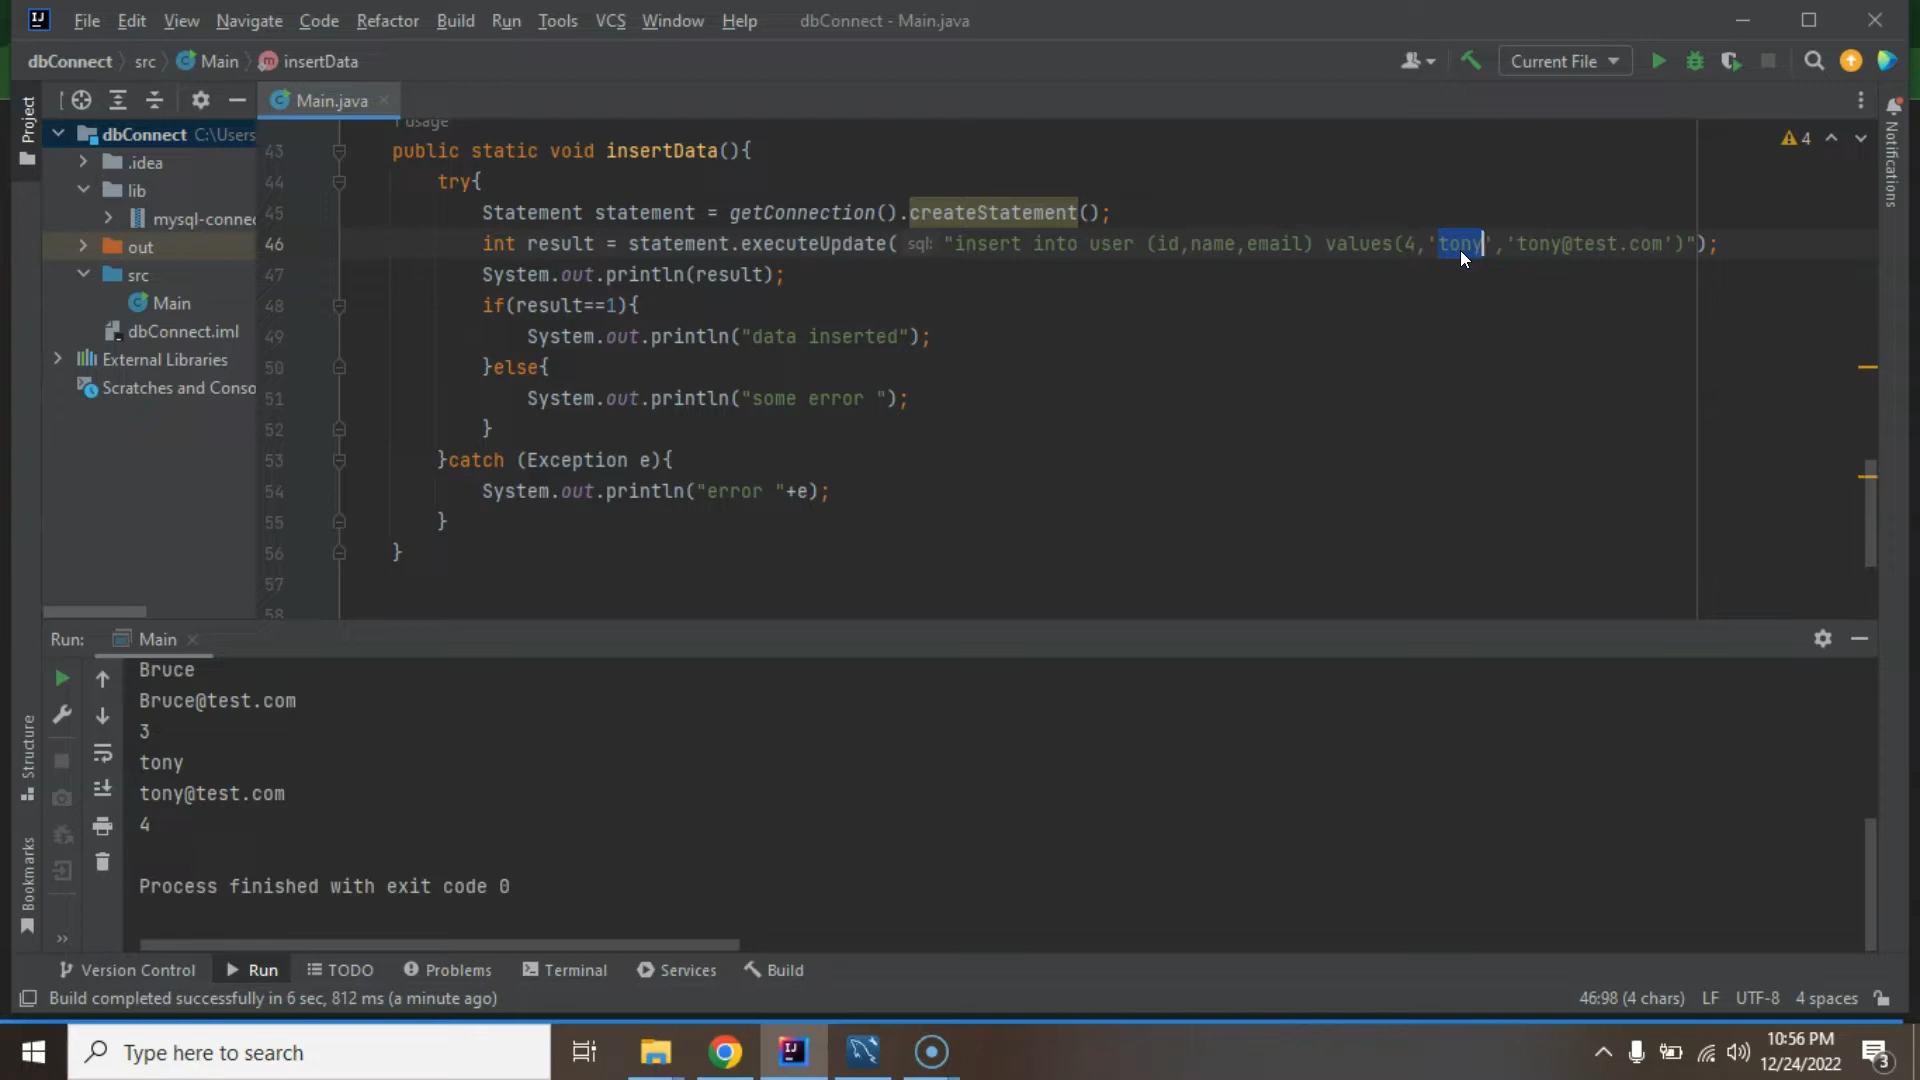 File Edit View Navigate Code Refactor Build Run Tools VCS Window Help dbConnect - Main.java
dbConnect src Main insertData
Current File
Project
Main.java
dbConnect C:\Users
.idea
lib
mysql-conne
out
src
Main
dbConnect.iml
External Libraries
Scratches and Conso
1 usage
43 public static void insertData(){
44 try{
45 Statement statement = getConnection().createStatement();
46 int result = statement.executeUpdate( sql: "insert into user (id,name,email) values(4,'tony','tony@test.com')");
47 System.out.println(result);
48 if(result==1){
49 System.out.println("data inserted");
50 }else{
51 System.out.println("some error ");
52 }
53 }catch (Exception e){
54 System.out.println("error "+e);
55 }
56 }
57
58
4
Notifications
Run: Main
Bruce
Bruce@test.com
3
tony
tony@test.com
4
Process finished with exit code 0
Structure
Bookmarks
Version Control Run TODO Problems Terminal Services Build
Build completed successfully in 6 sec, 812 ms (a minute ago)
46:98 (4 chars) LF UTF-8 4 spaces
Type here to search
10:56 PM
12/24/2022
3